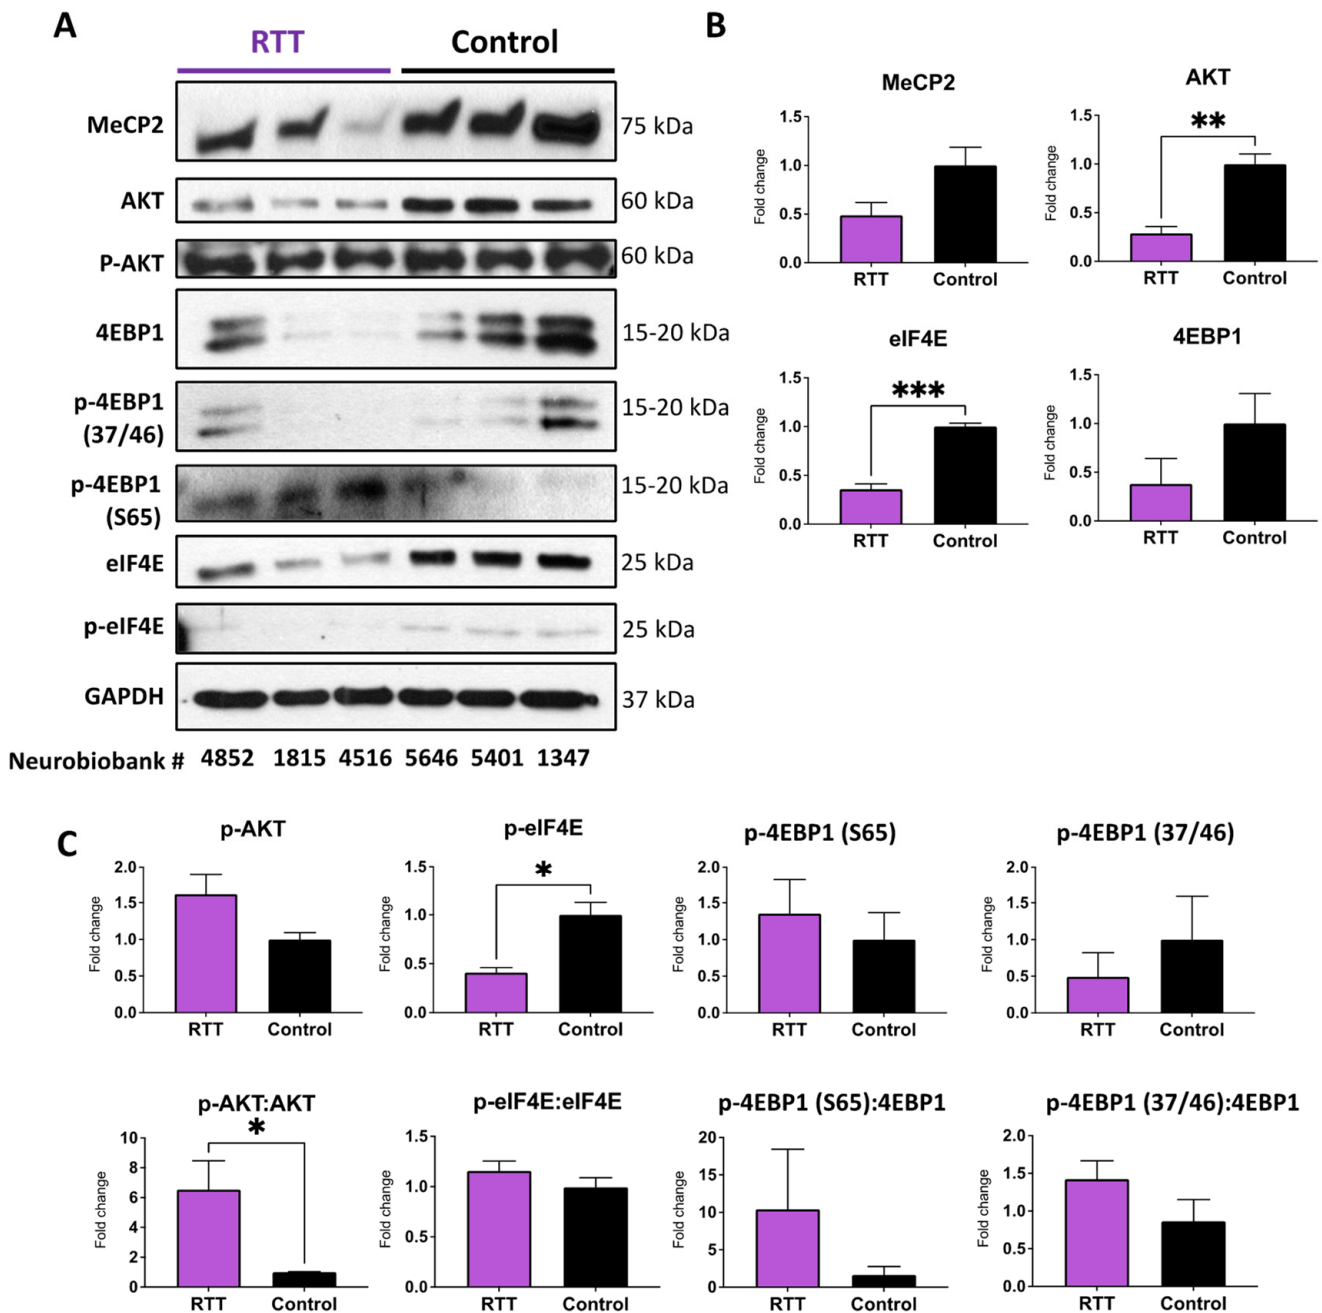 A
RTT Control
MeCP2 75 kDa
AKT 60 kDa
P-AKT 60 kDa
4EBP1 15-20 kDa
p-4EBP1 15-20 kDa
(37/46)
p-4EBP1 15-20 kDa
(S65)
eIF4E 25 kDa
p-eIF4E 25 kDa
GAPDH 37 kDa
Neurobiobank # 4852 1815 4516 5646 5401 1347
B
MeCP2
Fold change
1.5
1.0
0.5
0.0
RTT Control
AKT
**
Fold change
1.5
1.0
0.5
0.0
RTT Control
eIF4E
***
Fold change
1.5
1.0
0.5
0.0
RTT Control
4EBP1
Fold change
1.5
1.0
0.5
0.0
RTT Control
C
p-AKT
Fold change
2.0
1.5
1.0
0.5
0.0
RTT Control
p-eIF4E
*
Fold change
1.5
1.0
0.5
0.0
RTT Control
p-4EBP1 (S65)
Fold change
2.0
1.5
1.0
0.5
0.0
RTT Control
p-4EBP1 (37/46)
Fold change
2.0
1.5
1.0
0.5
0.0
RTT Control
p-AKT:AKT
*
Fold change
10
8
6
4
2
0
RTT Control
p-eIF4E:eIF4E
Fold change
1.5
1.0
0.5
0.0
RTT Control
p-4EBP1 (S65):4EBP1
Fold change
20
15
10
5
0
RTT Control
p-4EBP1 (37/46):4EBP1
Fold change
2.0
1.5
1.0
0.5
0.0
RTT Control